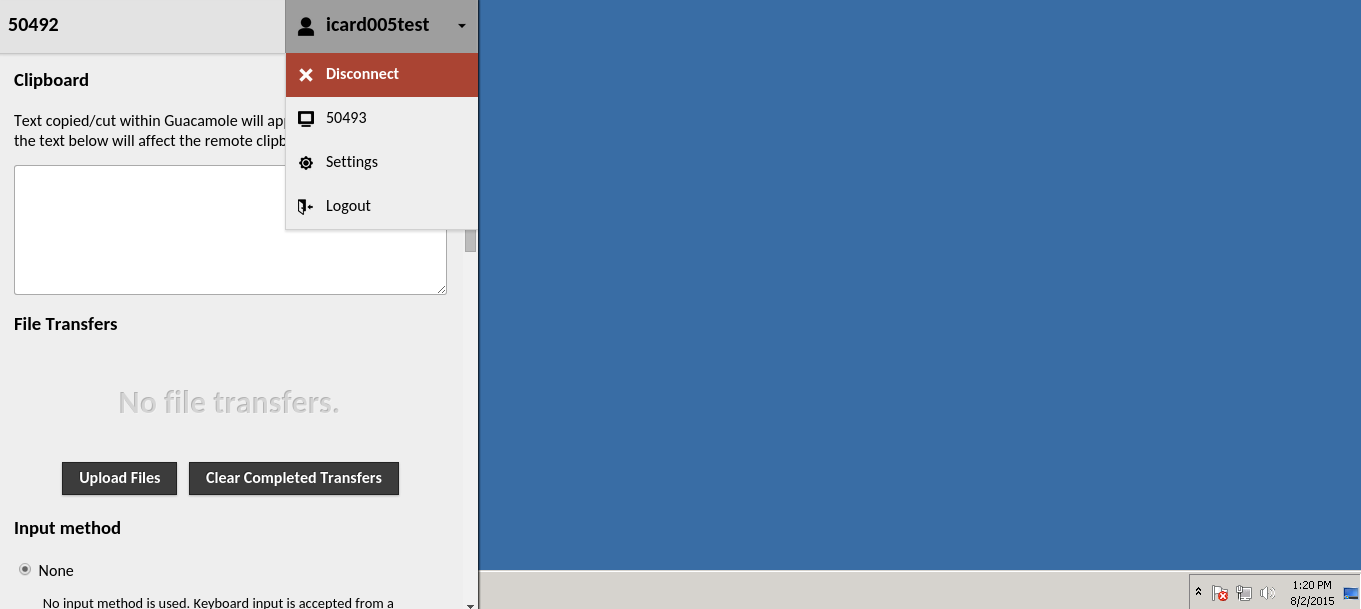 50492
icard005test
Disconnect
50493
Settings
Logout
Clipboard
Text copied/cut within Guacamole will
the text below will affect the remote
File Transfers
No file transfers.
Upload Files
Clear Completed Transfers
Input method
None
No input method is used. Keyboard input is accepted from a
1:20 PM
8/2/2015